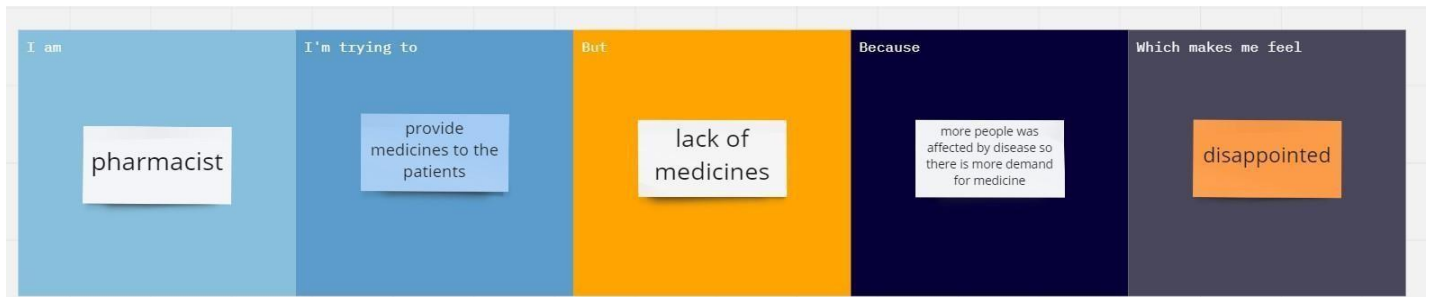 I am
pharmacist
I'm trying to
provide
medicines to the
patients
But
lack of
medicines
Because
more people was
affected by disease so
there is more demand
for medicine
Which makes me feel
disappointed